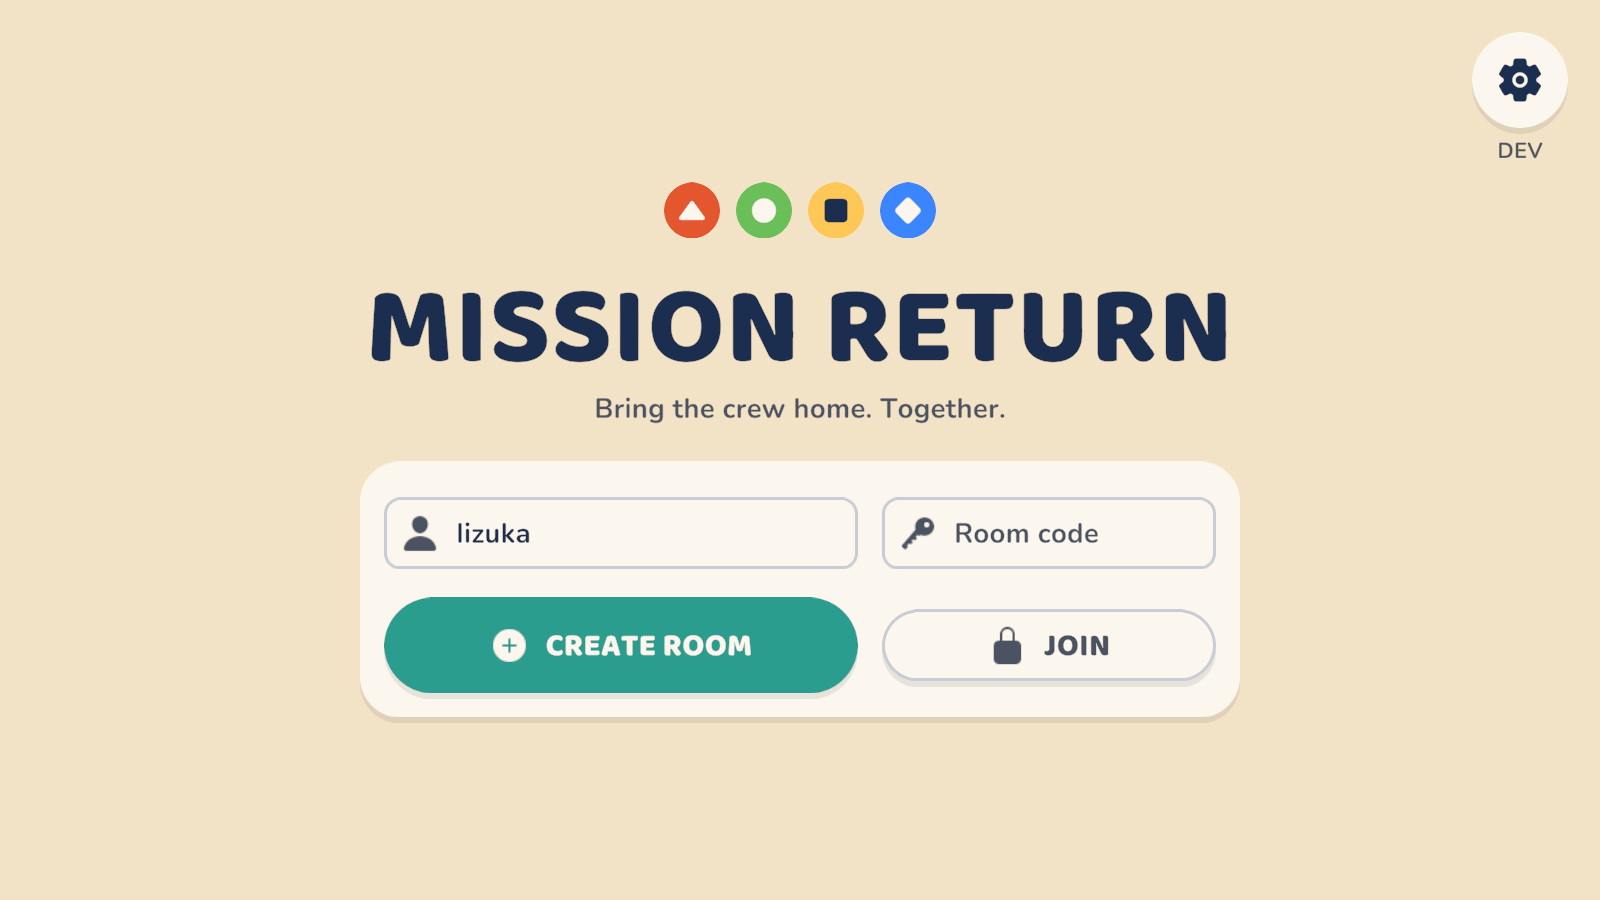 DEV
MISSION RETURN
Bring the crew home. Together.
lizuka
Room code
CREATE ROOM
JOIN